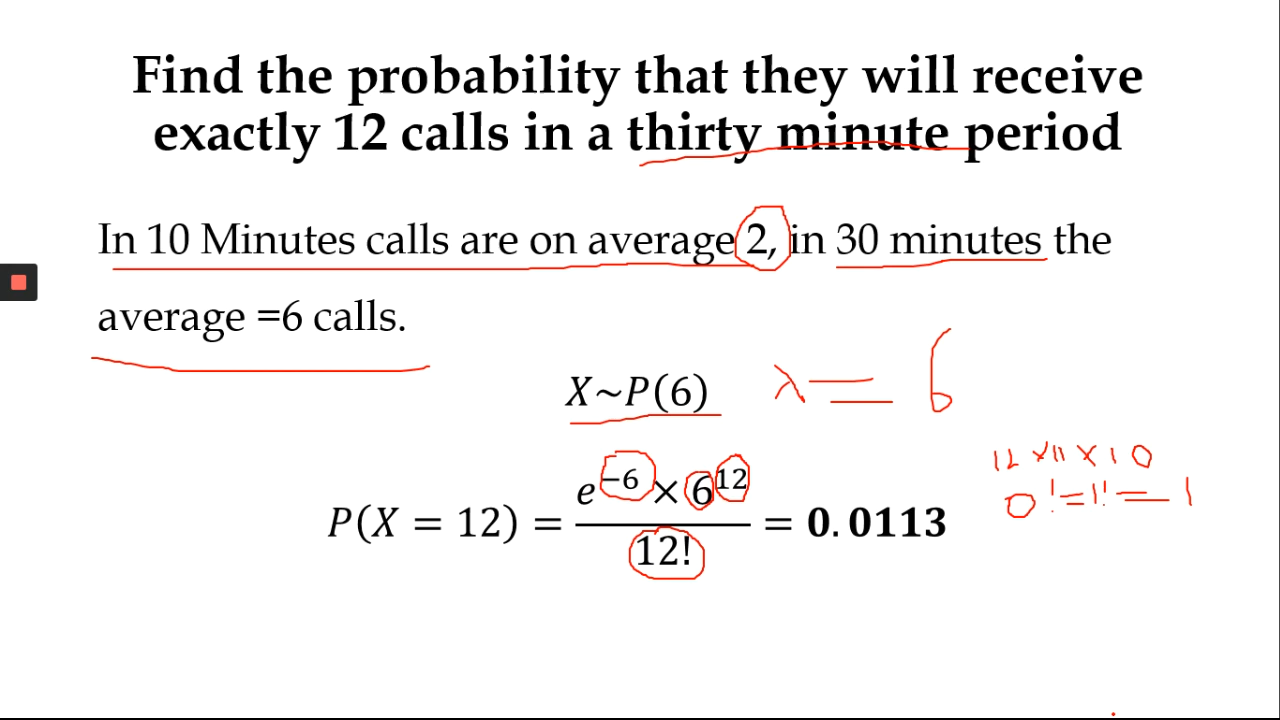 Find the probability that they will receive
exactly 12 calls in a thirty minute period
In 10 Minutes calls are on average 2, in 30 minutes the
average =6 calls.
X~P(6) λ = 6
P(X = 12) = e^−6 × 6^12 / 12! = 0.0113
12 × 11 × 10
0! = 1! = 1